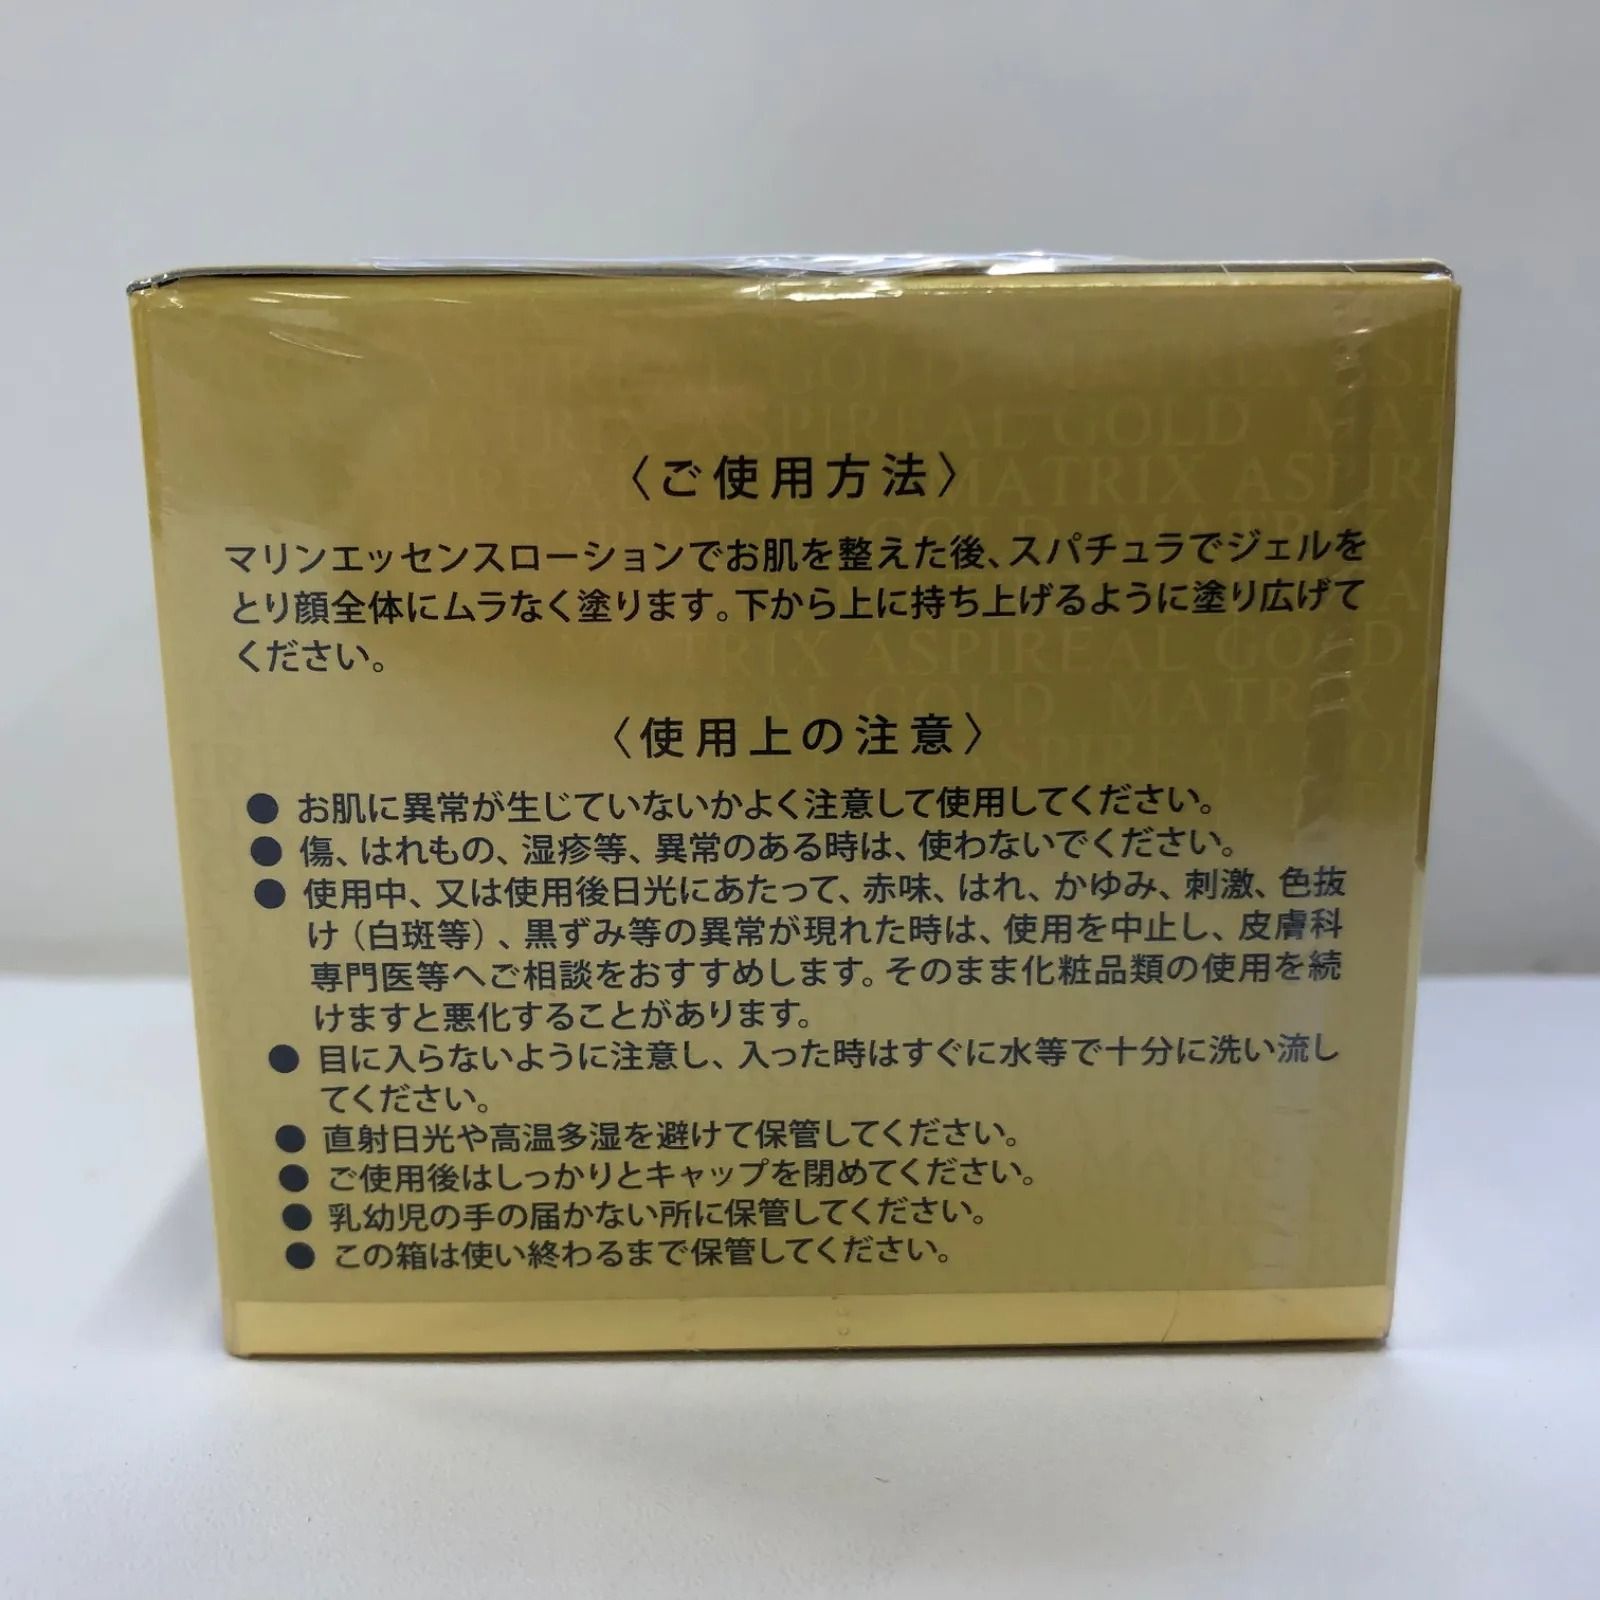 〈ご使用方法〉
マリンエッセンスローションでお肌を整えた後、スパチュラでジェルを
とり顔全体にムラなく塗ります。下から上に持ち上げるように塗り広げて
ください。
〈使用上の注意〉
● お肌に異常が生じていないかよく注意して使用してください。
● 傷、はれもの、湿疹等、異常のある時は、使わないでください。
● 使用中、又は使用後日光にあたって、赤味、はれ、かゆみ、刺激、色抜
け（白斑等）、黒ずみ等の異常が現れた時は、使用を中止し、皮膚科
専門医等へご相談をおすすめします。そのまま化粧品類の使用を続
けますと悪化することがあります。
● 目に入らないように注意し、入った時はすぐに水等で十分に洗い流し
てください。
● 直射日光や高温多湿を避けて保管してください。
● ご使用後はしっかりとキャップを閉めてください。
● 乳幼児の手の届かない所に保管してください。
● この箱は使い終わるまで保管してください。
MATRIX ASPIREAL GOLD MAT
MATRIX ASPIR
MATRIX ASPIREAL GOLD